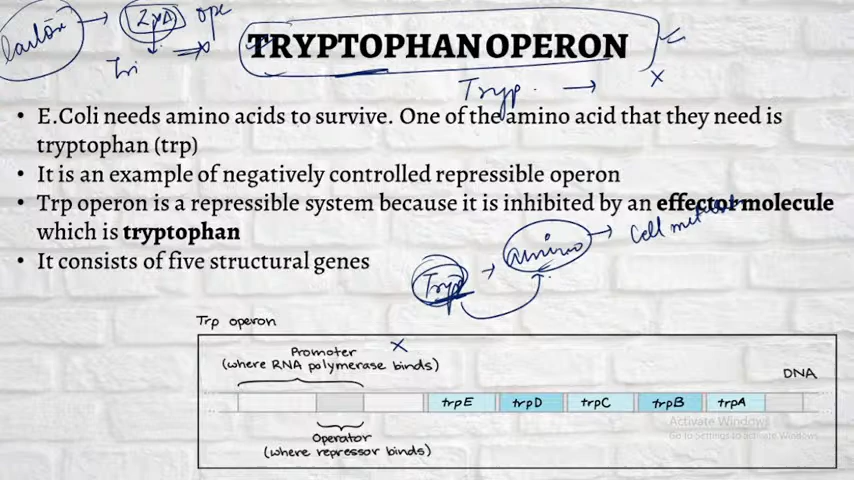 TRYPTOPHAN OPERON
Tryp.
• E.Coli needs amino acids to survive. One of the amino acid that they need is
tryptophan (trp)
• It is an example of negatively controlled repressible operon
• Trp operon is a repressible system because it is inhibited by an effector molecule
which is tryptophan
• It consists of five structural genes
Tryp
amino
Cell
Trp operon
Promoter
(where RNA polymerase binds)
DNA
trpE trpD trpC trpB trpA
Operator
(where repressor binds)
Activate Windows
Go to Settings to activate Windows.